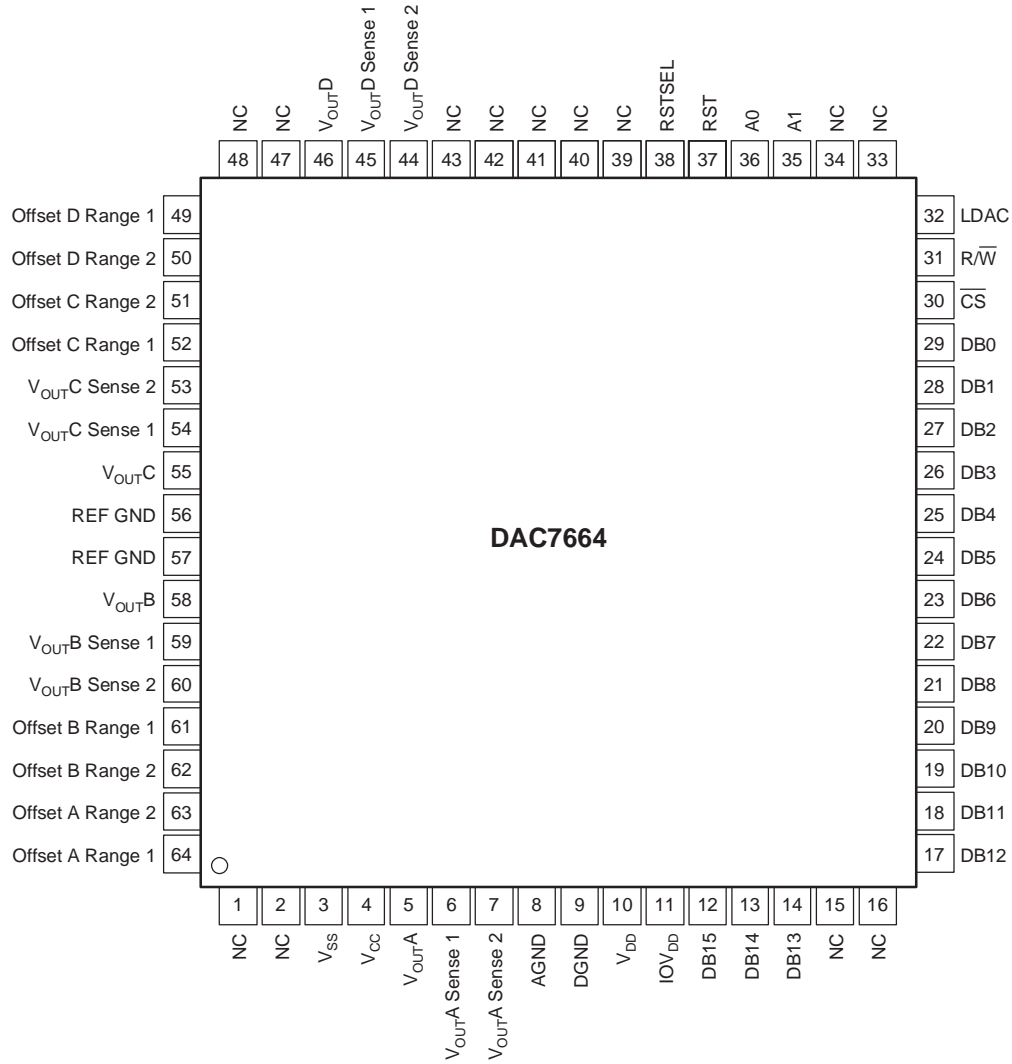 NC
NC
VOUTD
VOUTD Sense 1
VOUTD Sense 2
NC
NC
NC
NC
NC
RSTSEL
RST
A0
A1
NC
NC
48 47 46 45 44 43 42 41 40 39 38 37 36 35 34 33
Offset D Range 1 49
Offset D Range 2 50
Offset C Range 2 51
Offset C Range 1 52
VOUTC Sense 2 53
VOUTC Sense 1 54
VOUTC 55
REF GND 56
REF GND 57
VOUTB 58
VOUTB Sense 1 59
VOUTB Sense 2 60
Offset B Range 1 61
Offset B Range 2 62
Offset A Range 2 63
Offset A Range 1 64
DAC7664
32 LDAC
31 R/W̅
30 C̅S̅
29 DB0
28 DB1
27 DB2
26 DB3
25 DB4
24 DB5
23 DB6
22 DB7
21 DB8
20 DB9
19 DB10
18 DB11
17 DB12
1 2 3 4 5 6 7 8 9 10 11 12 13 14 15 16
NC
NC
VSS
VCC
VOUTA
VOUTA Sense 1
VOUTA Sense 2
AGND
DGND
VDD
IOVDD
DB15
DB14
DB13
NC
NC